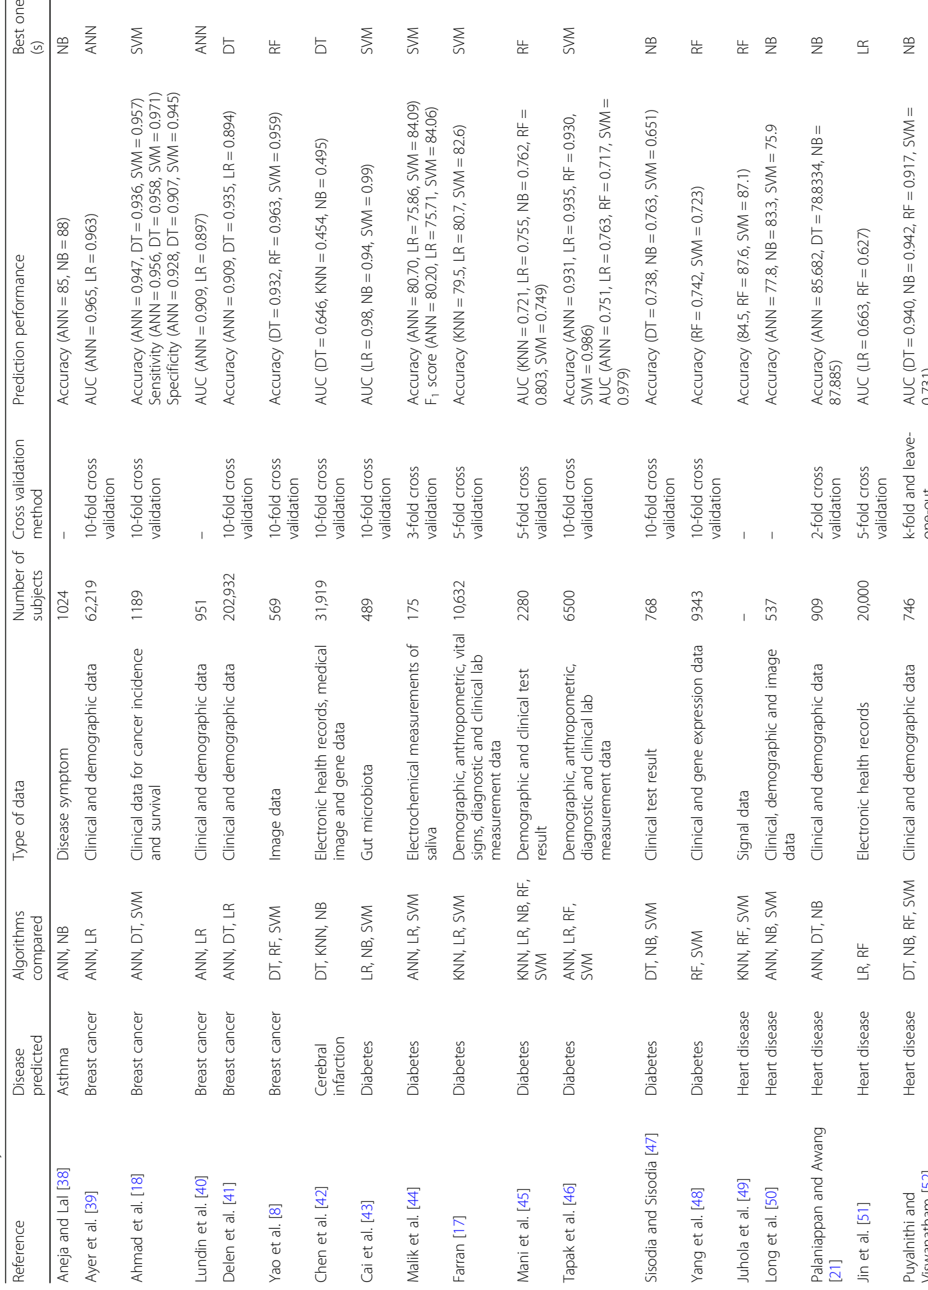 Reference Disease predicted Algorithms compared Type of data Number of subjects Cross validation method Prediction performance Best one (s)
Aneja and Lal [38] Asthma ANN, NB Disease symptom 1024 – Accuracy (ANN = 85, NB = 88) NB
Ayer et al. [39] Breast cancer ANN, LR Clinical and demographic data 62,219 10-fold cross AUC (ANN = 0.965, LR = 0.963) ANN
validation
Ahmad et al. [18] Breast cancer ANN, DT, SVM Clinical data for cancer incidence 1189 10-fold cross Accuracy (ANN = 0.947, DT = 0.936, SVM = 0.957) SVM
and survival validation Sensitivity (ANN = 0.956, DT = 0.958, SVM = 0.971)
Specificity (ANN = 0.928, DT = 0.907, SVM = 0.945)
Lundin et al. [40] Breast cancer ANN, LR Clinical and demographic data 951 – AUC (ANN = 0.909, LR = 0.897) ANN
Delen et al. [41] Breast cancer ANN, DT, LR Clinical and demographic data 202,932 10-fold cross Accuracy (ANN = 0.909, DT = 0.935, LR = 0.894) DT
validation
Yao et al. [8] Breast cancer DT, RF, SVM Image data 569 10-fold cross Accuracy (DT = 0.932, RF = 0.963, SVM = 0.959) RF
validation
Chen et al. [42] Cerebral DT, KNN, NB Electronic health records, medical 31,919 10-fold cross AUC (DT = 0.646, KNN = 0.454, NB = 0.495) DT
infarction image and gene data validation
Cai et al. [43] Diabetes LR, NB, SVM Gut microbiota 489 10-fold cross AUC (LR = 0.98, NB = 0.94, SVM = 0.99) SVM
validation
Malik et al. [44] Diabetes ANN, LR, SVM Electrochemical measurements of 175 3-fold cross Accuracy (ANN = 80.70, LR = 75.86, SVM = 84.09) SVM
saliva validation F1 score (ANN = 80.20, LR = 75.71, SVM = 84.06)
Farran [17] Diabetes KNN, LR, SVM Demographic, anthropometric, vital 10,632 5-fold cross Accuracy (KNN = 79.5, LR = 80.7, SVM = 82.6) SVM
signs, diagnostic and clinical lab validation
measurement data
Mani et al. [45] Diabetes KNN, LR, NB, RF, Demographic and clinical test 2280 5-fold cross AUC (KNN = 0.721, LR = 0.755, NB = 0.762, RF = RF
SVM result validation 0.803, SVM = 0.749)
Tapak et al. [46] Diabetes ANN, LR, RF, Demographic, anthropometric, 6500 10-fold cross Accuracy (ANN = 0.931, LR = 0.935, RF = 0.930, SVM
SVM diagnostic and clinical lab validation SVM = 0.986)
measurement data AUC (ANN = 0.751, LR = 0.763, RF = 0.717, SVM =
0.979)
Sisodia and Sisodia [47] Diabetes DT, NB, SVM Clinical test result 768 10-fold cross Accuracy (DT = 0.738, NB = 0.763, SVM = 0.651) NB
validation
Yang et al. [48] Diabetes RF, SVM Clinical and gene expression data 9343 10-fold cross Accuracy (RF = 0.742, SVM = 0.723) RF
validation
Juhola et al. [49] Heart disease KNN, RF, SVM Signal data – – Accuracy (84.5, RF = 87.6, SVM = 87.1) RF
Long et al. [50] Heart disease ANN, NB, SVM Clinical, demographic and image 537 – Accuracy (ANN = 77.8, NB = 83.3, SVM = 75.9 NB
data
Palaniappan and Awang Heart disease ANN, DT, NB Clinical and demographic data 909 2-fold cross Accuracy (ANN = 85.682, DT = 78.8334, NB = NB
[21] validation 87.885)
Jin et al. [51] Heart disease LR, RF Electronic health records 20,000 5-fold cross AUC (LR = 0.663, RF = 0.627) LR
validation
Puyalnithi and Heart disease DT, NB, RF, SVM Clinical and demographic data 746 k-fold and leave- AUC (DT = 0.940, NB = 0.942, RF = 0.917, SVM = NB
Viswanatham [52] one-out 0.731)